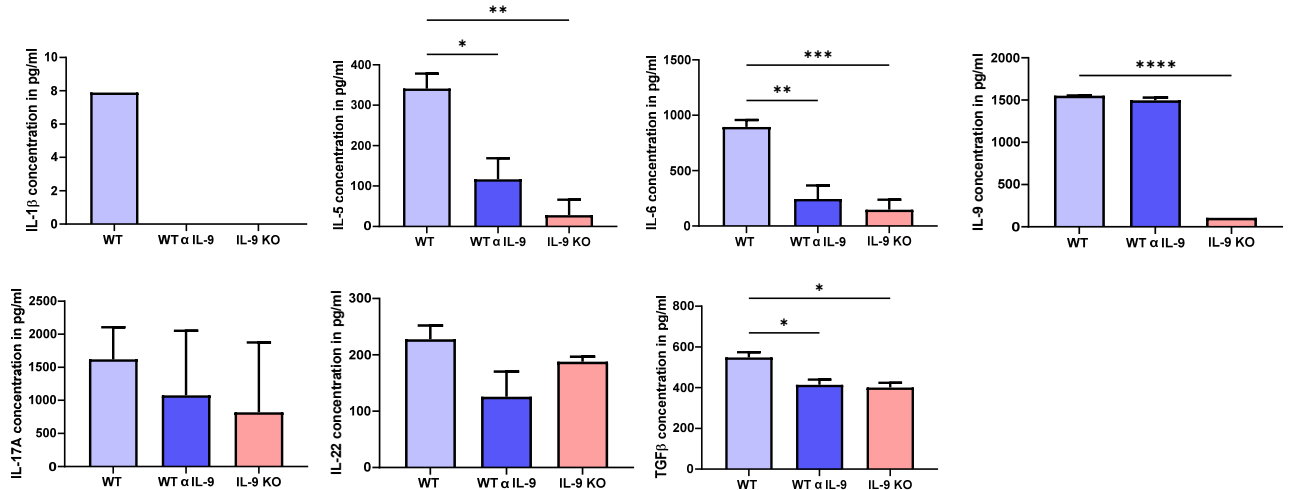 IL-1β concentration in pg/ml
10
8
6
4
2
0
WT
WT α IL-9
IL-9 KO
**
*
IL-5 concentration in pg/ml
400
300
200
100
0
WT
WT α IL-9
IL-9 KO
***
**
IL-6 concentration in pg/ml
1500
1000
500
0
WT
WT α IL-9
IL-9 KO
****
IL-9 concentration in pg/ml
2000
1500
1000
500
0
WT
WT α IL-9
IL-9 KO
IL-17A concentration in pg/ml
2500
2000
1500
1000
500
0
WT
WT α IL-9
IL-9 KO
IL-22 concentration in pg/ml
300
200
100
0
WT
WT α IL-9
IL-9 KO
*
*
TGFβ concentration in pg/ml
800
600
400
200
0
WT
WT α IL-9
IL-9 KO